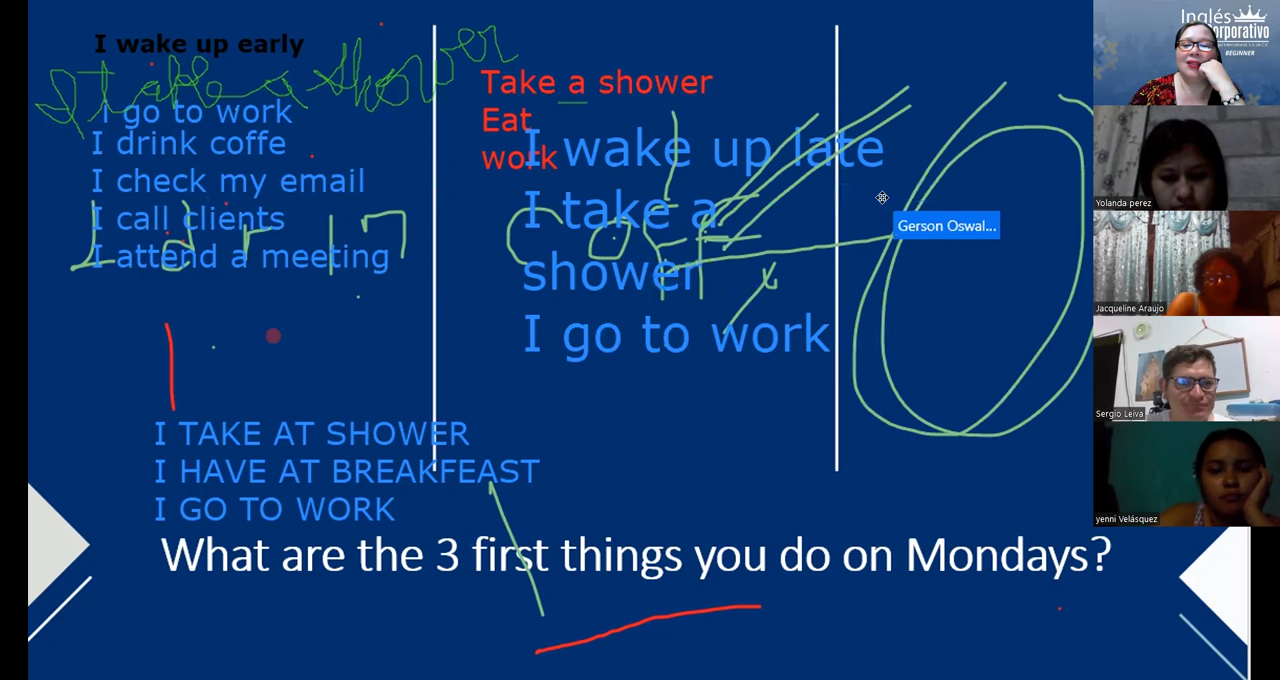 I wake up early
I take a shower
I go to work
I drink coffe
I check my email
I call clients
I attend a meeting
Take a shower
Eat
work
I wake up late
I take a
shower
I go to work
Gerson Oswal...
I TAKE AT SHOWER
I HAVE AT BREAKFEAST
I GO TO WORK
What are the 3 first things you do on Mondays?
Inglés
Corporativo
BEGINNER
Yolanda perez
Jacqueline Araujo
Sergio Leiva
yenni Velásquez